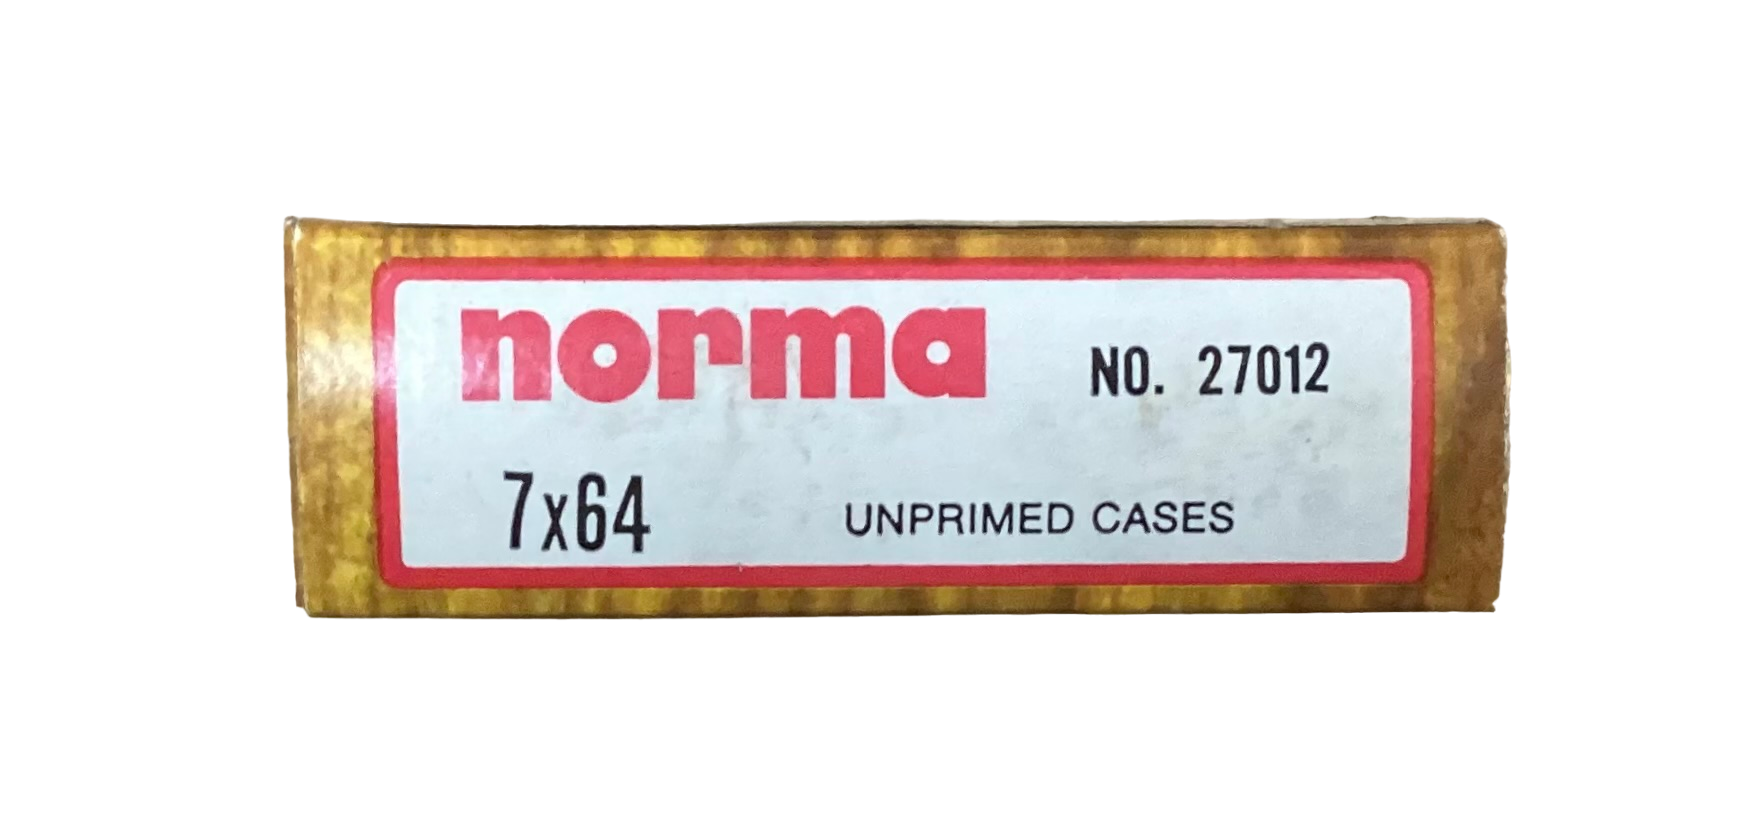 norma NO. 27012
7x64 UNPRIMED CASES